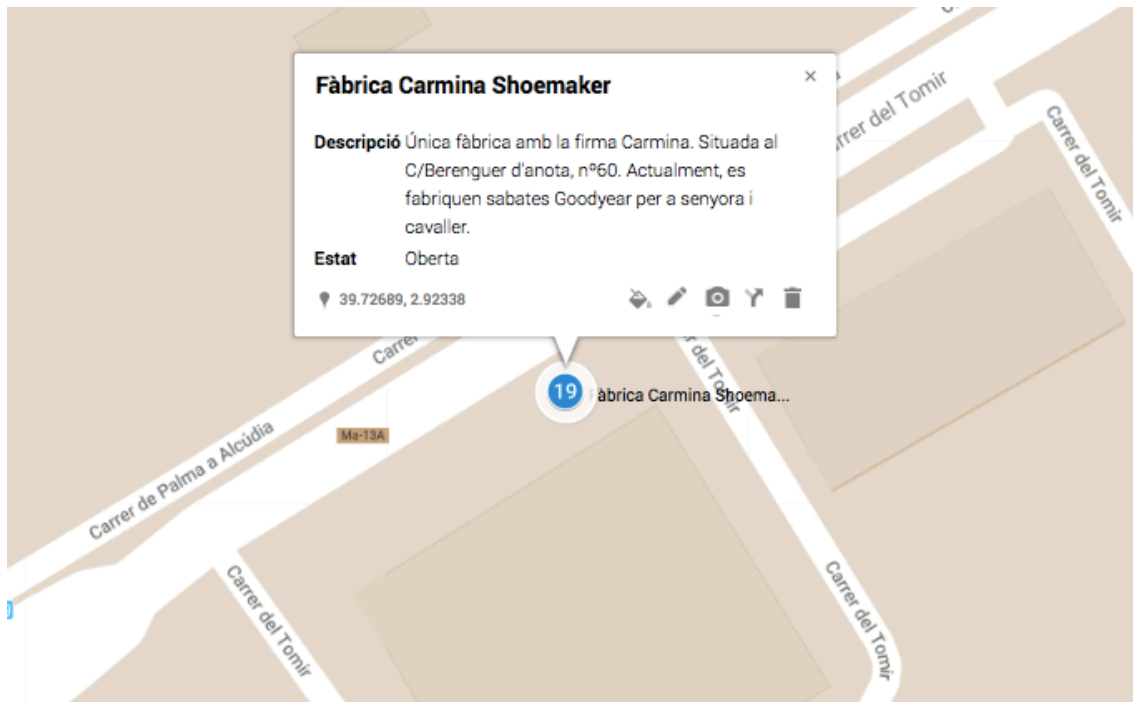 Fàbrica Carmina Shoemaker
Descripció Única fàbrica amb la firma Carmina. Situada al
C/Berenguer d'anota, nº60. Actualment, es
fabriquen sabates Goodyear per a senyora i
cavaller.
Estat Oberta
39.72689, 2.92338
rrer del Tomir
Carrer del Tomir
Carrer
r del Tomir
19
àbrica Carmina Shoema...
Ma-13A
Carrer de Palma a Alcúdia
Carrer del Tomir
Carrer del Tomir